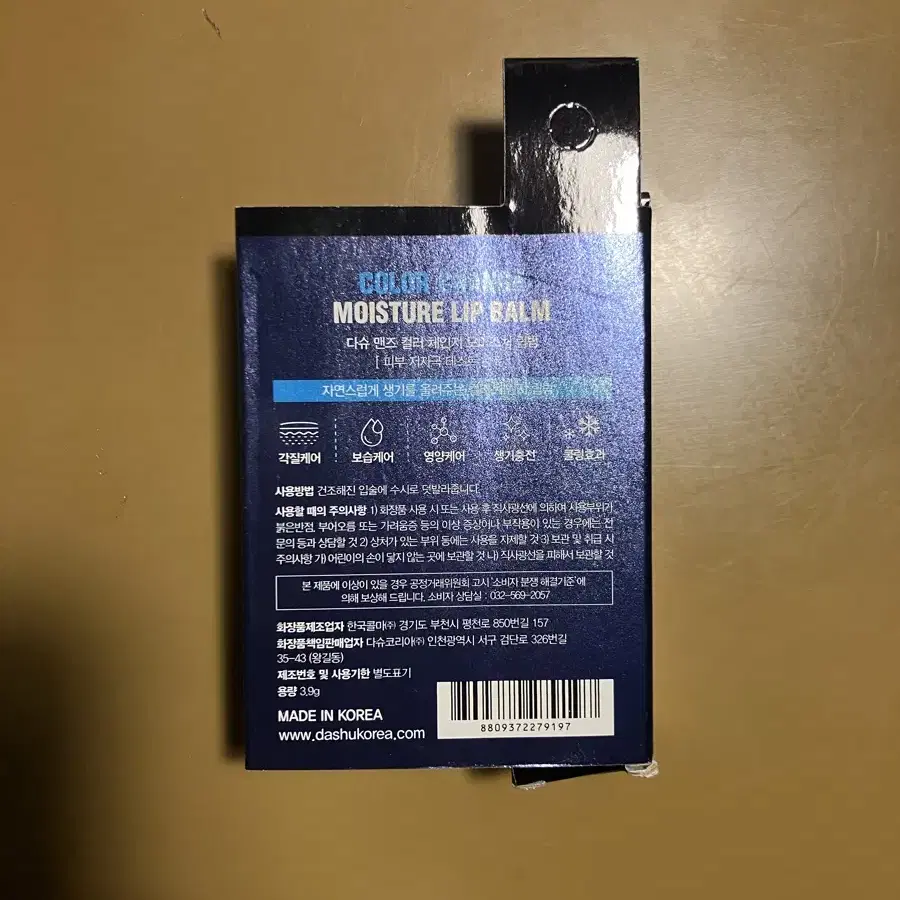 COLOR CHANGE
MOISTURE LIP BALM
다슈 맨즈 컬러 체인지 모이스처 립밤
[ 피부 저자극 테스트
자연스럽게 생기를 올려주는
각질케어
보습케어
영양케어
생기충전
쿨링효과
사용방법 건조해진 입술에 수시로 덧발라줍니다.
사용할 때의 주의사항 1) 화장품 사용 시 또는 사용 후 직사광선에 의하여 사용부위가
붉은반점, 부어오름 또는 가려움증 등의 이상 증상이나 부작용이 있는 경우에는 전
문의 등과 상담할 것 2) 상처가 있는 부위 등에는 사용을 자제할 것 3) 보관 및 취급 시
주의사항 가) 어린이의 손이 닿지 않는 곳에 보관할 것 나) 직사광선을 피해서 보관할 것
본 제품에 이상이 있을 경우 공정거래위원회 고시 '소비자 분쟁 해결기준'에
의해 보상해 드립니다. 소비자 상담실 : 032-569-2057
화장품제조업자 한국콜마㈜ 경기도 부천시 평천로 850번길 157
화장품책임판매업자 다슈코리아㈜ 인천광역시 서구 검단로 326번길
35-43 (왕길동)
제조번호 및 사용기한 별도표기
용량 3.9g
MADE IN KOREA
www.dashukorea.com
8809372279197